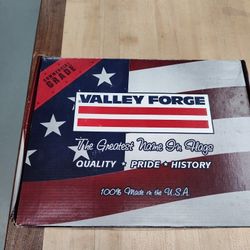 COMMERCIAL
GRADE
VALLEY FORGE
The Greatest Name In Flags
QUALITY ★ PRIDE ★ HISTORY
100% Made in the U.S.A.